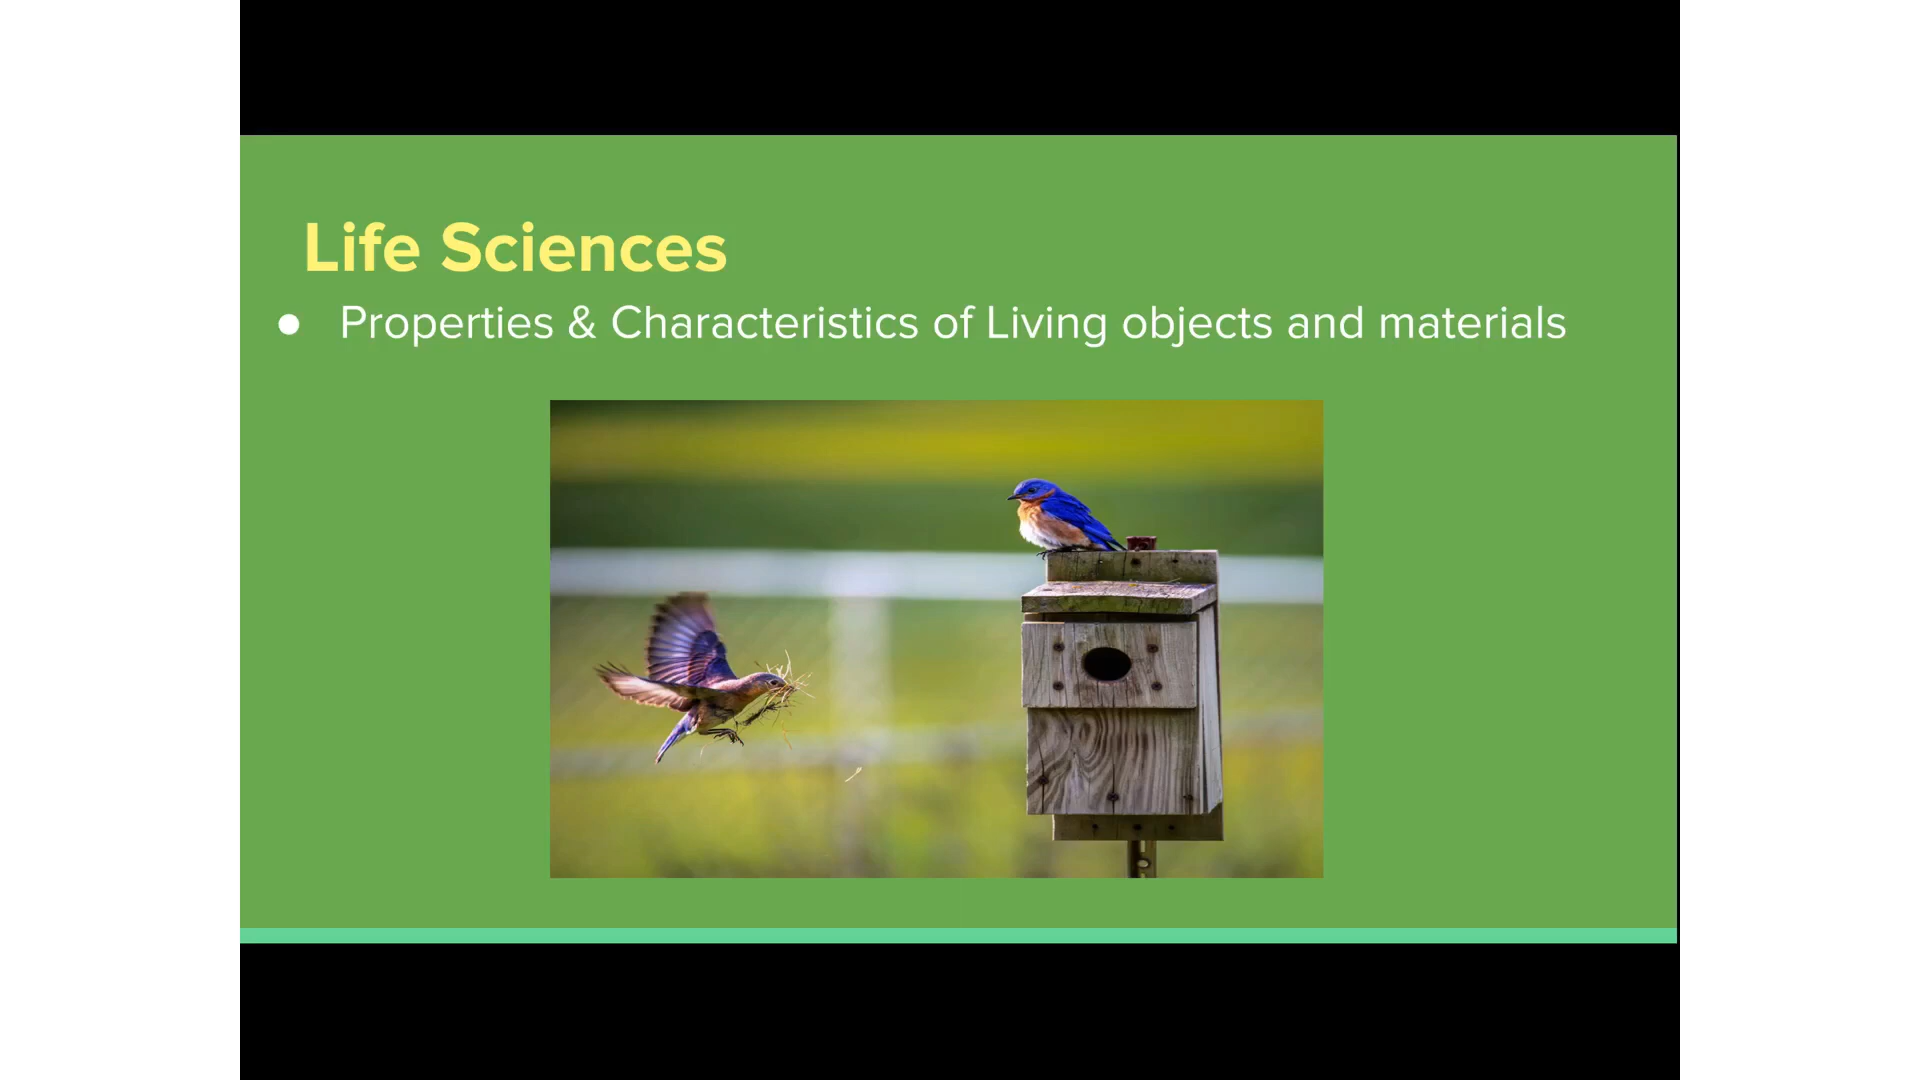 Life Sciences
● Properties & Characteristics of Living objects and materials